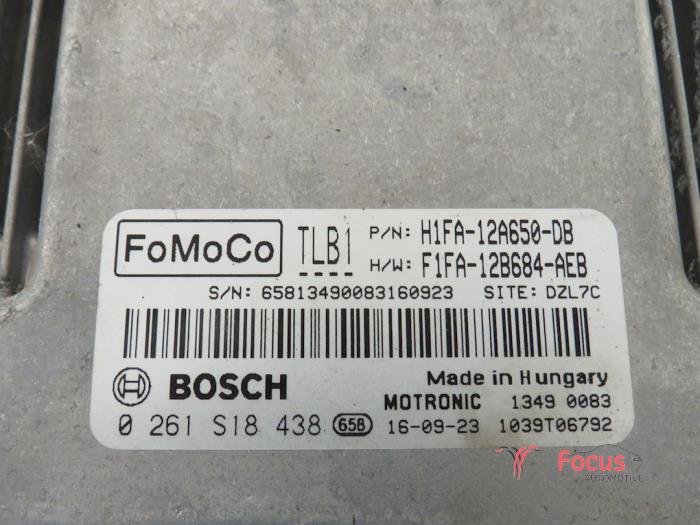 FoMoCo TLB1 P/N: H1FA-12A650-DB
H/W: F1FA-12B684-AEB
S/N: 65813490083160923 SITE: DZL7C
BOSCH Made in Hungary
MOTRONIC 1349 0083
0 261 S18 438 65B 16-09-23 1039T06792
Focus
AUTOMOTIVE